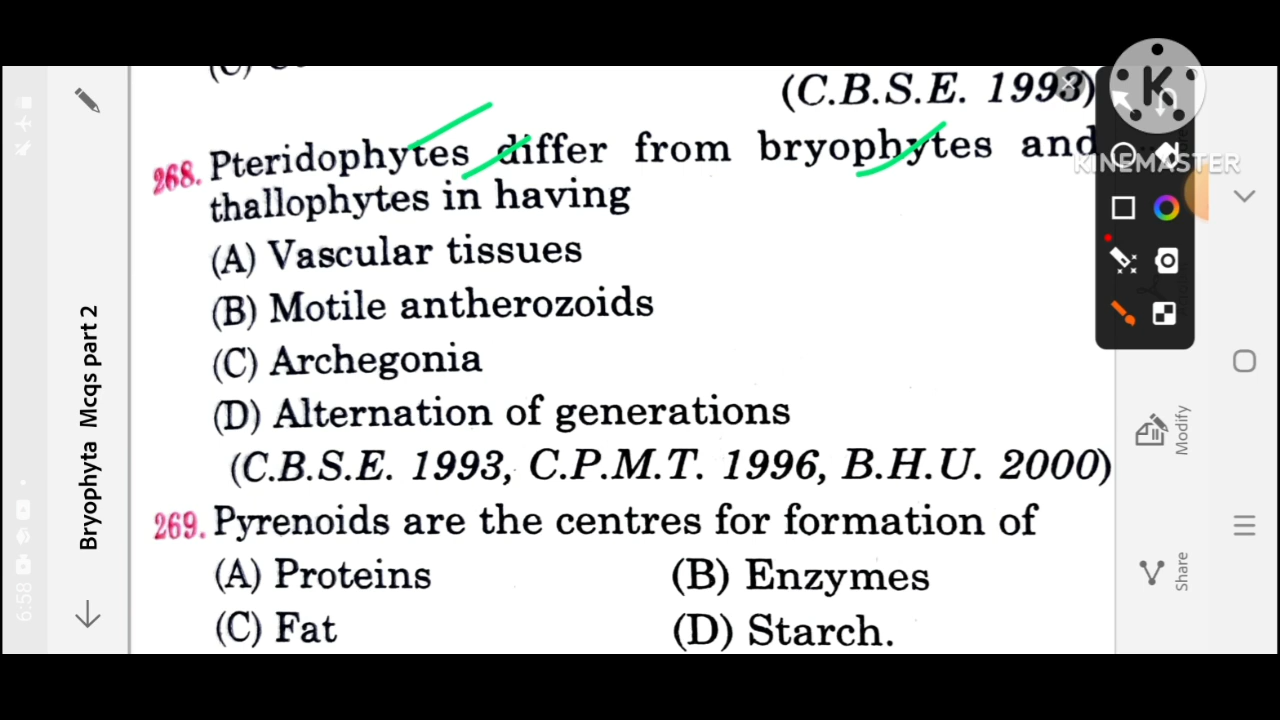 (C.B.S.E. 1993)
268. Pteridophytes differ from bryophytes and
thallophytes in having
(A) Vascular tissues
(B) Motile antherozoids
(C) Archegonia
(D) Alternation of generations
(C.B.S.E. 1993, C.P.M.T. 1996, B.H.U. 2000)
269. Pyrenoids are the centres for formation of
(A) Proteins (B) Enzymes
(C) Fat (D) Starch.
Bryophyta Mcqs part 2
K
KINEMASTER
Modify
Share
6:58